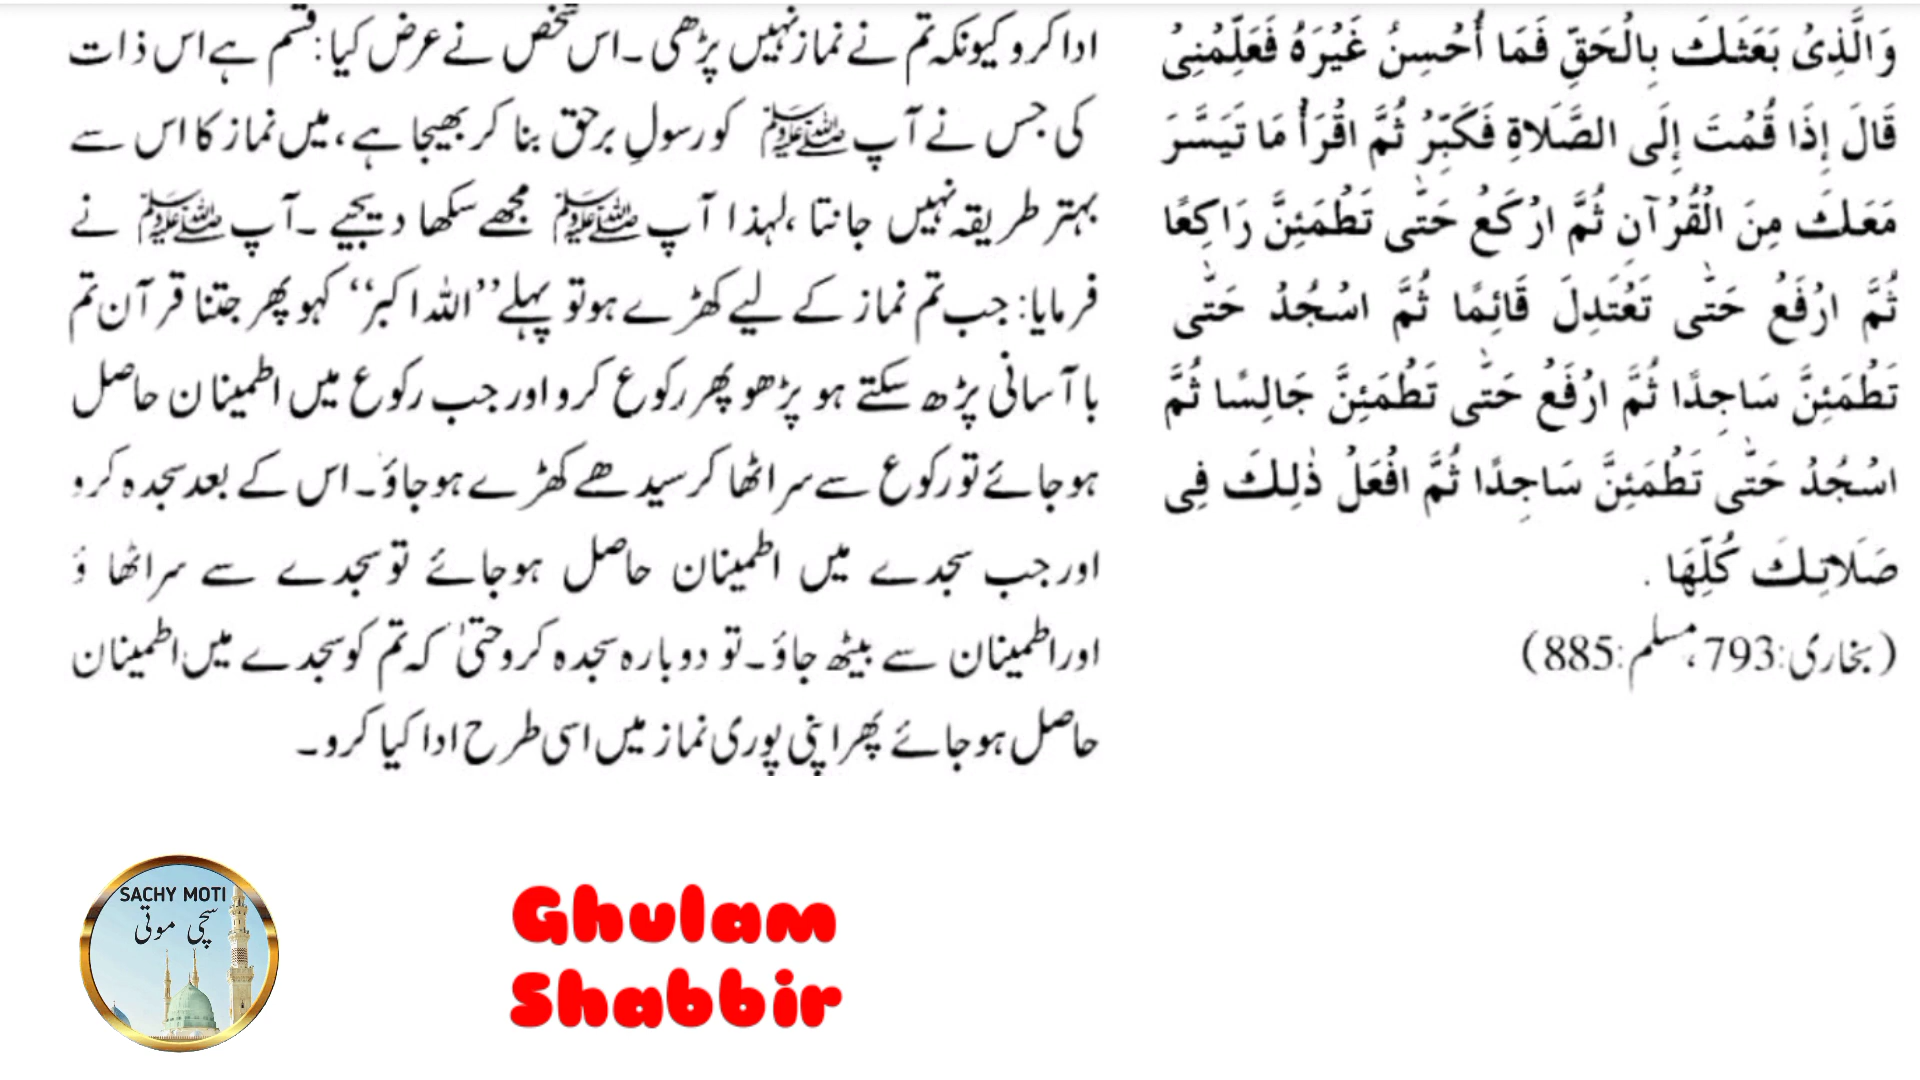 وَالَّذِیْ بَعَثَكَ بِالْحَقِّ فَمَا أُحْسِنُ غَیْرَهُ فَعَلِّمْنِیْ
قَالَ إِذَا قُمْتَ إِلَی الصَّلَاةِ فَكَبِّرْ ثُمَّ اقْرَأْ مَا تَیَسَّرَ
مَعَكَ مِنَ الْقُرْآنِ ثُمَّ ارْكَعْ حَتّٰی تَطْمَئِنَّ رَاكِعًا
ثُمَّ ارْفَعْ حَتّٰی تَعْتَدِلَ قَائِمًا ثُمَّ اسْجُدْ حَتّٰی
تَطْمَئِنَّ سَاجِدًا ثُمَّ ارْفَعْ حَتّٰی تَطْمَئِنَّ جَالِسًا ثُمَّ
اسْجُدْ حَتّٰی تَطْمَئِنَّ سَاجِدًا ثُمَّ افْعَلْ ذٰلِكَ فِی
صَلَاتِكَ كُلِّهَا .
(بخاری:793، مسلم:885)
ادا کرو کیونکہ تم نے نماز نہیں پڑھی۔ اس شخص نے عرض کیا: قسم ہے اس ذات
کی جس نے آپ ﷺ کو رسولِ برحق بنا کر بھیجا ہے، میں نماز کا اس سے
بہتر طریقہ نہیں جانتا، لہذا آپ ﷺ مجھے سکھا دیجیے۔ آپ ﷺ نے
فرمایا: جب تم نماز کے لیے کھڑے ہو تو پہلے ’’اللہ اکبر‘‘ کہو پھر جتنا قرآن تم
باآسانی پڑھ سکتے ہو پڑھو پھر رکوع کرو اور جب رکوع میں اطمینان حاصل
ہو جائے تو رکوع سے سر اٹھا کر سیدھے کھڑے ہو جاؤ۔ اس کے بعد سجدہ کرو
اور جب سجدے میں اطمینان حاصل ہو جائے تو سجدے سے سر اٹھا ؤ
اور اطمینان سے بیٹھ جاؤ۔ تو دوبارہ سجدہ کرو حتیٰ کہ تم کو سجدے میں اطمینان
حاصل ہو جائے پھر اپنی پوری نماز میں اسی طرح ادا کیا کرو۔
SACHY MOTI
سچی موتی
Ghulam
Shabbir